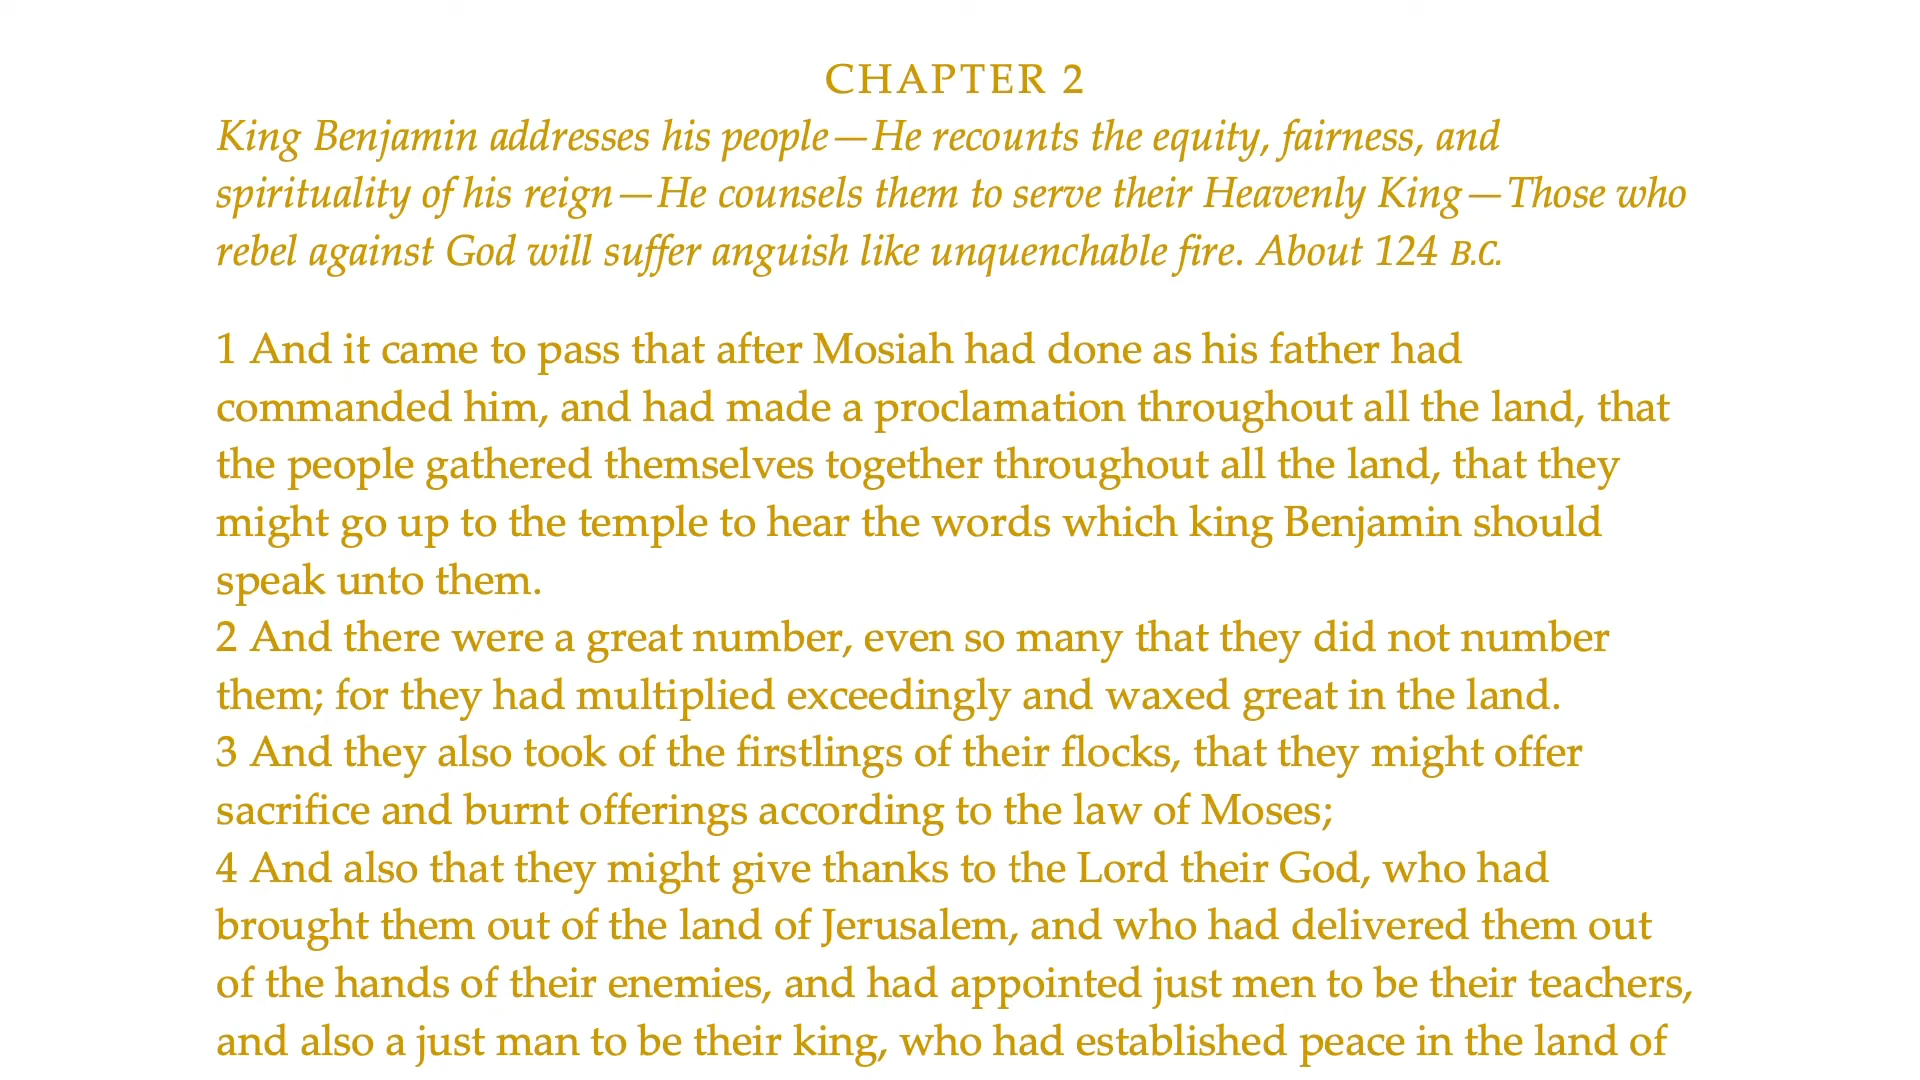 CHAPTER 2
King Benjamin addresses his people—He recounts the equity, fairness, and
spirituality of his reign—He counsels them to serve their Heavenly King—Those who
rebel against God will suffer anguish like unquenchable fire. About 124 B.C.
1 And it came to pass that after Mosiah had done as his father had
commanded him, and had made a proclamation throughout all the land, that
the people gathered themselves together throughout all the land, that they
might go up to the temple to hear the words which king Benjamin should
speak unto them.
2 And there were a great number, even so many that they did not number
them; for they had multiplied exceedingly and waxed great in the land.
3 And they also took of the firstlings of their flocks, that they might offer
sacrifice and burnt offerings according to the law of Moses;
4 And also that they might give thanks to the Lord their God, who had
brought them out of the land of Jerusalem, and who had delivered them out
of the hands of their enemies, and had appointed just men to be their teachers,
and also a just man to be their king, who had established peace in the land of